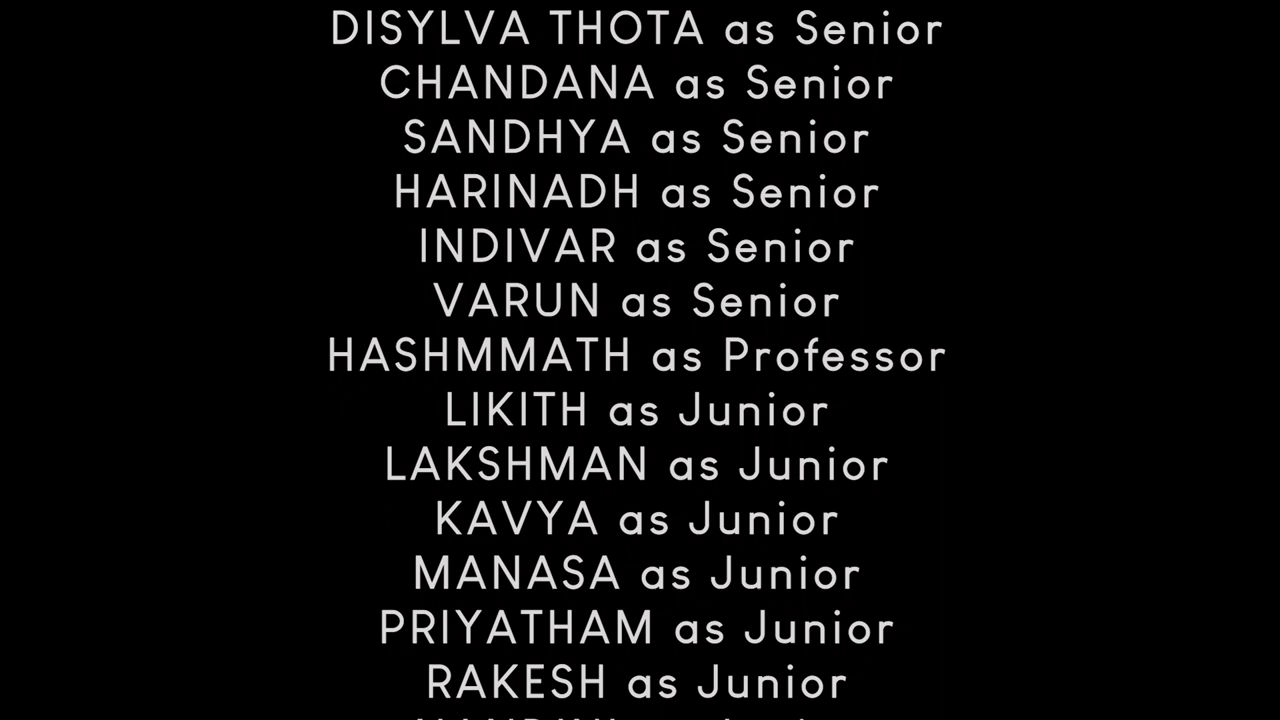 DISYLVA THOTA as Senior
CHANDANA as Senior
SANDHYA as Senior
HARINADH as Senior
INDIVAR as Senior
VARUN as Senior
HASHMMATH as Professor
LIKITH as Junior
LAKSHMAN as Junior
KAVYA as Junior
MANASA as Junior
PRIYATHAM as Junior
RAKESH as Junior